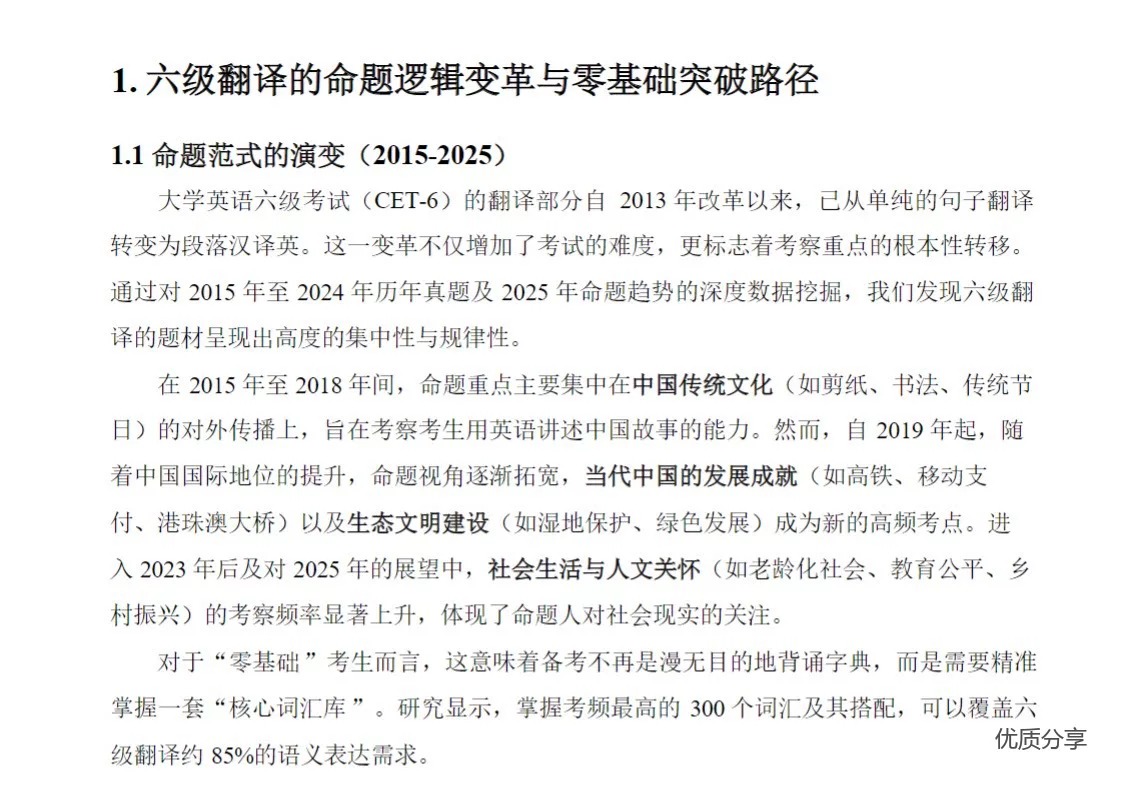 1. 六级翻译的命题逻辑变革与零基础突破路径
1.1 命题范式的演变（2015-2025）
大学英语六级考试（CET-6）的翻译部分自 2013 年改革以来，已从单纯的句子翻译
转变为段落汉译英。这一变革不仅增加了考试的难度，更标志着考察重点的根本性转移。
通过对 2015 年至 2024 年历年真题及 2025 年命题趋势的深度数据挖掘，我们发现六级翻
译的题材呈现出高度的集中性与规律性。
在 2015 年至 2018 年间，命题重点主要集中在中国传统文化（如剪纸、书法、传统节
日）的对外传播上，旨在考察考生用英语讲述中国故事的能力。然而，自 2019 年起，随
着中国国际地位的提升，命题视角逐渐拓宽，当代中国的发展成就（如高铁、移动支
付、港珠澳大桥）以及生态文明建设（如湿地保护、绿色发展）成为新的高频考点。进
入 2023 年后及对 2025 年的展望中，社会生活与人文关怀（如老龄化社会、教育公平、乡
村振兴）的考察频率显著上升，体现了命题人对社会现实的关注。
对于“零基础”考生而言，这意味着备考不再是漫无目的地背诵字典，而是需要精准
掌握一套“核心词汇库”。研究显示，掌握考频最高的 300 个词汇及其搭配，可以覆盖六
级翻译约 85%的语义表达需求。
优质分享